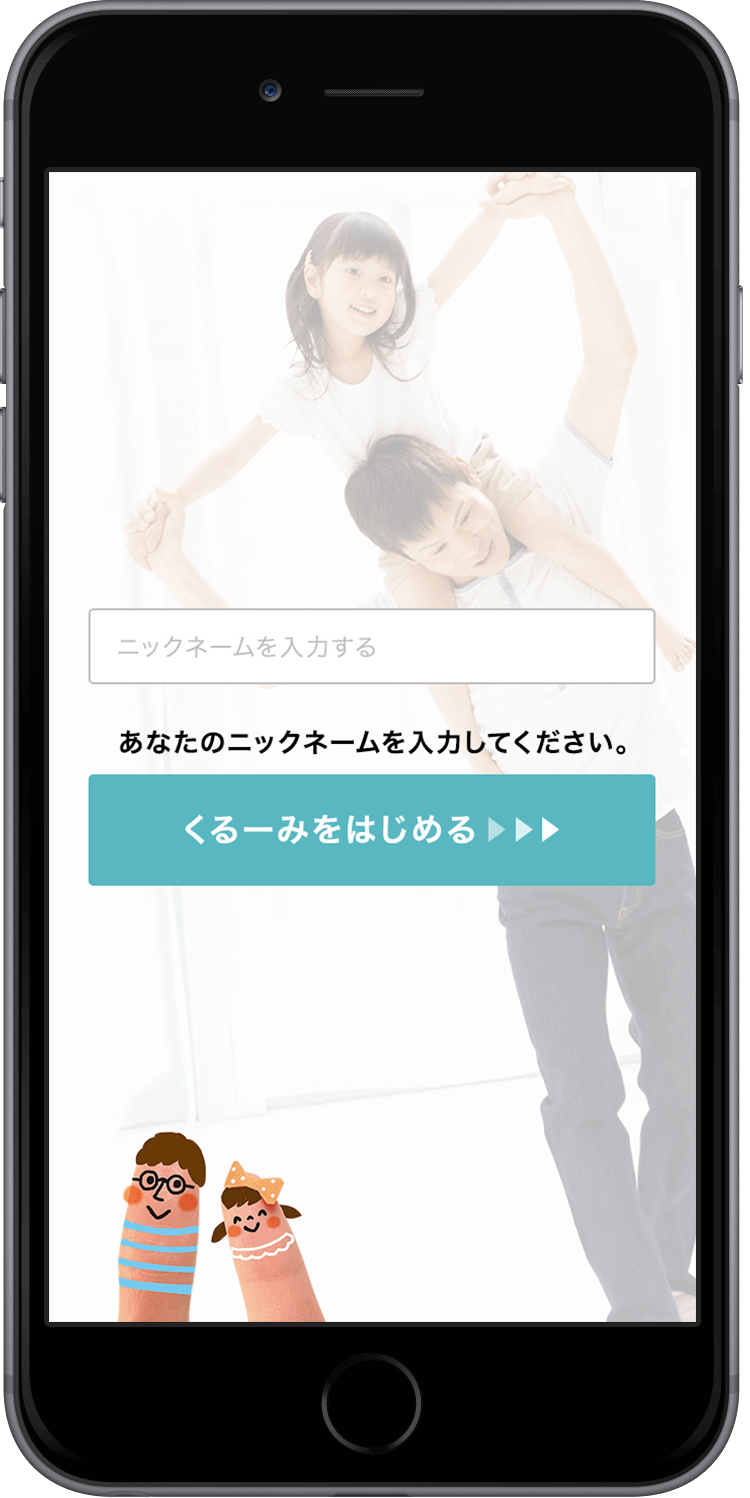 ニックネームを入力する
あなたのニックネームを入力してください。
くるーみをはじめる